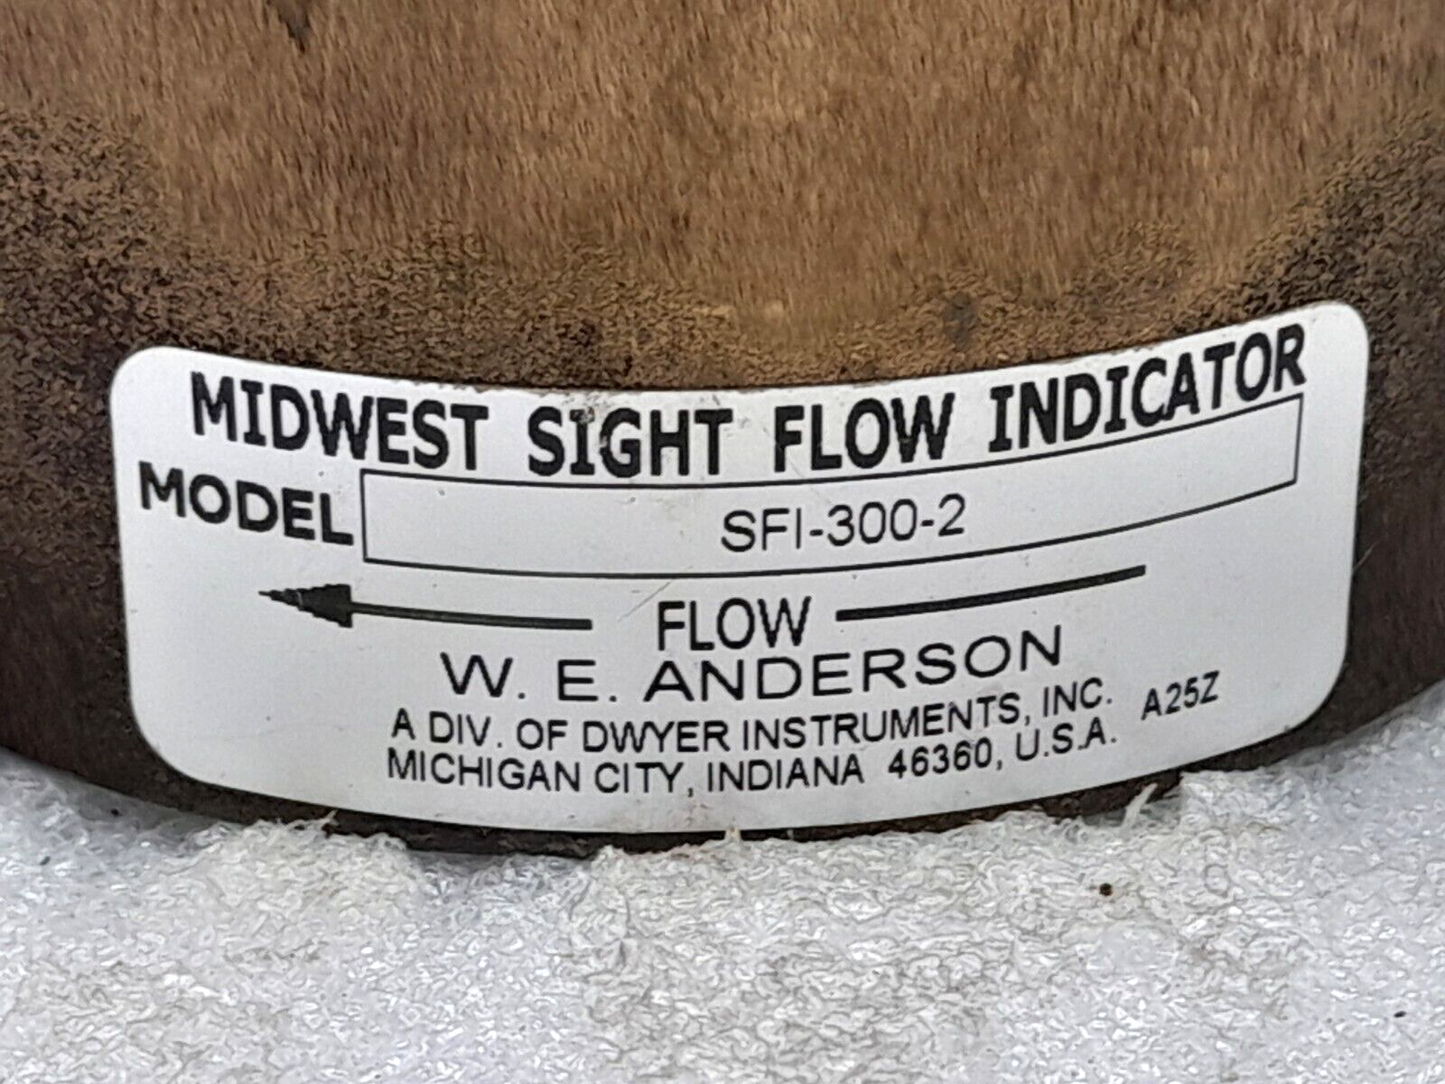 MIDWEST SIGHT FLOW INDICATOR
MODEL SFI-300-2
FLOW
W. E. ANDERSON
A DIV. OF DWYER INSTRUMENTS, INC. A25Z
MICHIGAN CITY, INDIANA 46360, U.S.A.